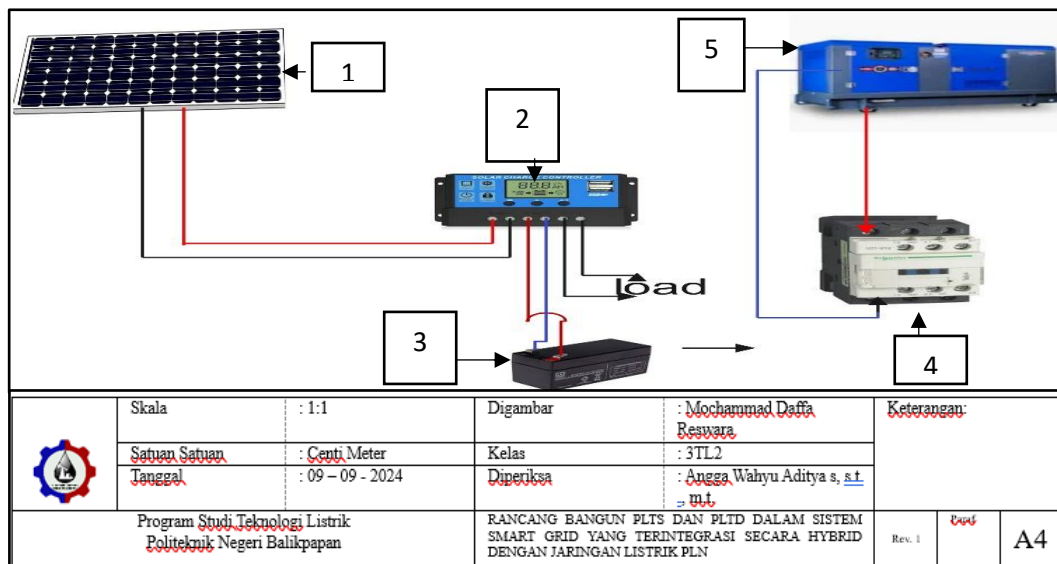 1
5
2
SOLAR CHARGE CONTROLLER
load
3
4
Skala : 1:1
Digambar : Mochammad Daffa
Reswara
Keterangan:
Satuan Satuan : Centi Meter
Kelas : 3TL2
Tanggal : 09 – 09 - 2024
Diperiksa : Angga Wahyu Aditya s, s.t
., m.t,
Program Studi Teknologi Listrik
Politeknik Negeri Balikpapan
RANCANG BANGUN PLTS DAN PLTD DALAM SISTEM
SMART GRID YANG TERINTEGRASI SECARA HYBRID
DENGAN JARINGAN LISTRIK PLN
Rev. 1
Paraf
A4